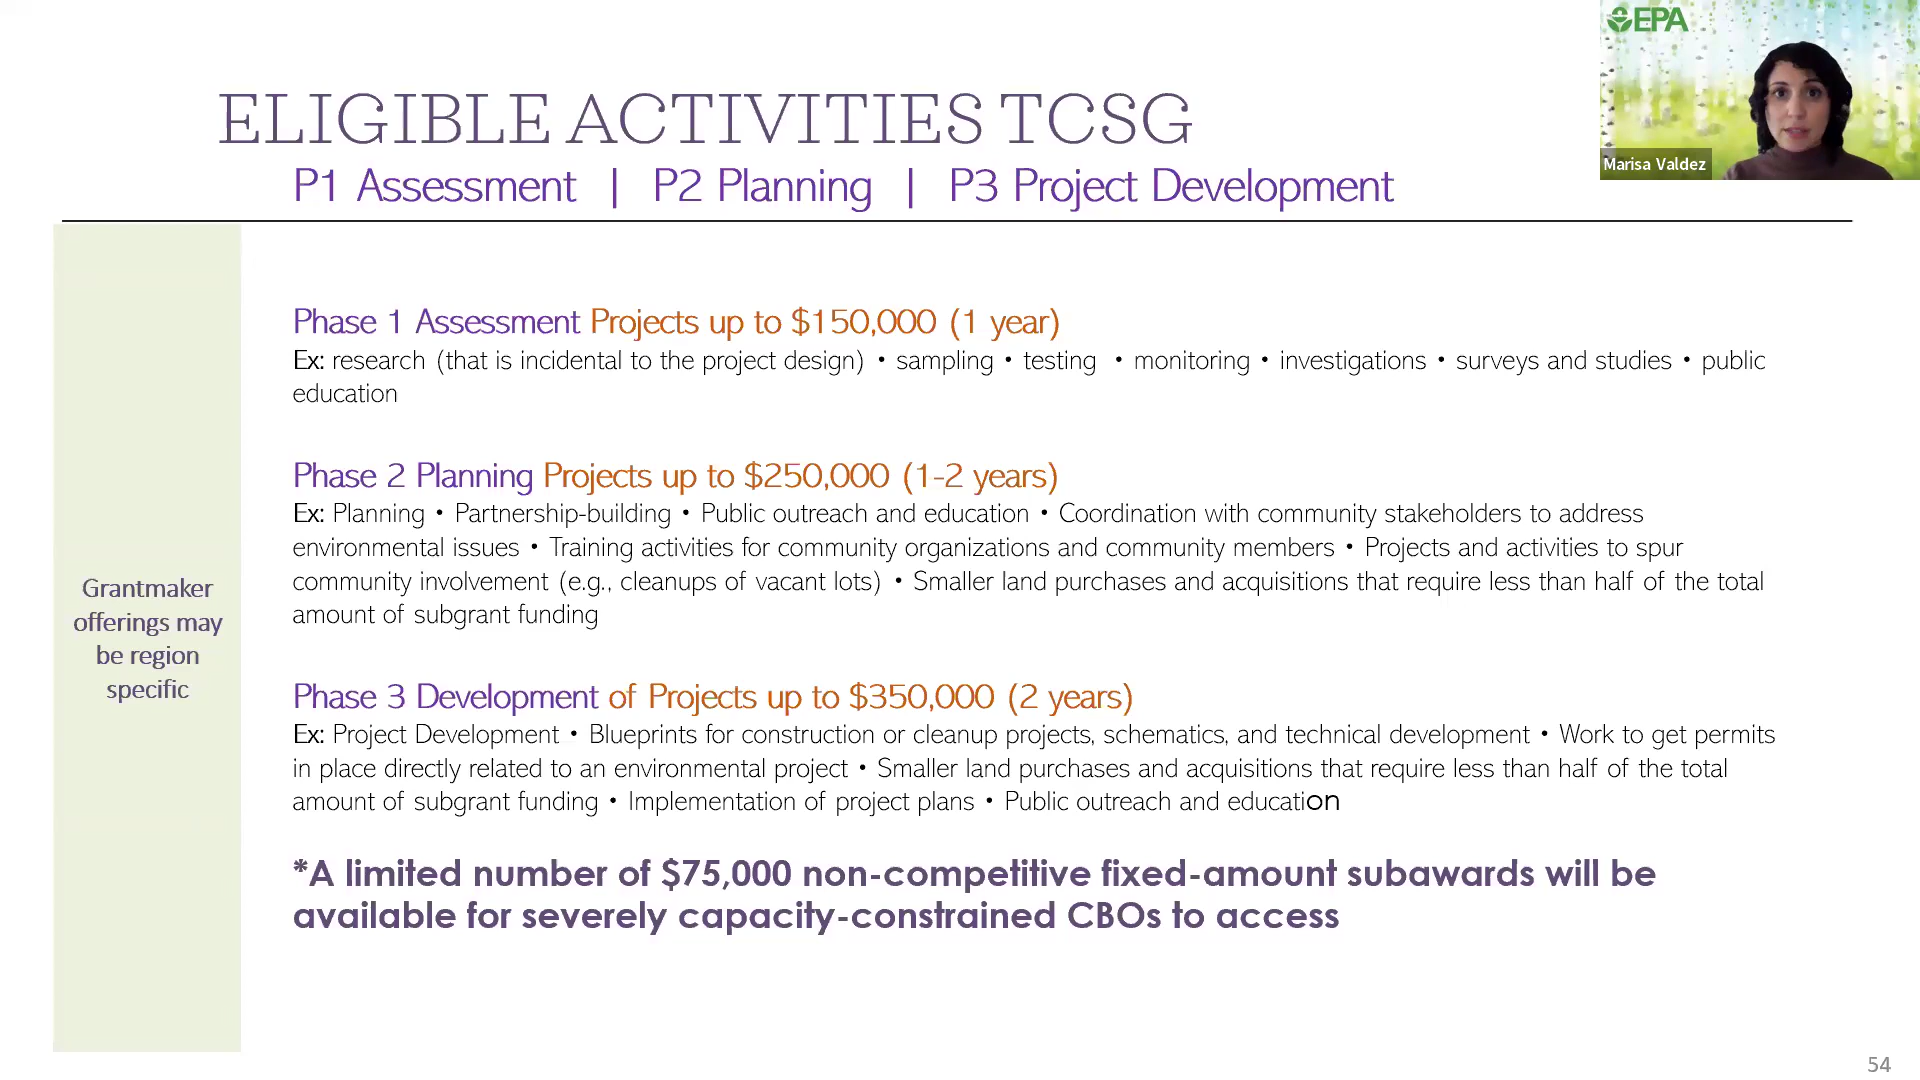 EPA
Marisa Valdez
ELIGIBLE ACTIVITIES TCSG
P1 Assessment | P2 Planning | P3 Project Development
Grantmaker
offerings may
be region
specific
Phase 1 Assessment Projects up to $150,000 (1 year)
Ex: research (that is incidental to the project design) • sampling • testing • monitoring • investigations • surveys and studies • public
education
Phase 2 Planning Projects up to $250,000 (1-2 years)
Ex: Planning • Partnership-building • Public outreach and education • Coordination with community stakeholders to address
environmental issues • Training activities for community organizations and community members • Projects and activities to spur
community involvement (e.g., cleanups of vacant lots) • Smaller land purchases and acquisitions that require less than half of the total
amount of subgrant funding
Phase 3 Development of Projects up to $350,000 (2 years)
Ex: Project Development • Blueprints for construction or cleanup projects, schematics, and technical development • Work to get permits
in place directly related to an environmental project • Smaller land purchases and acquisitions that require less than half of the total
amount of subgrant funding • Implementation of project plans • Public outreach and education
*A limited number of $75,000 non-competitive fixed-amount subawards will be
available for severely capacity-constrained CBOs to access
54